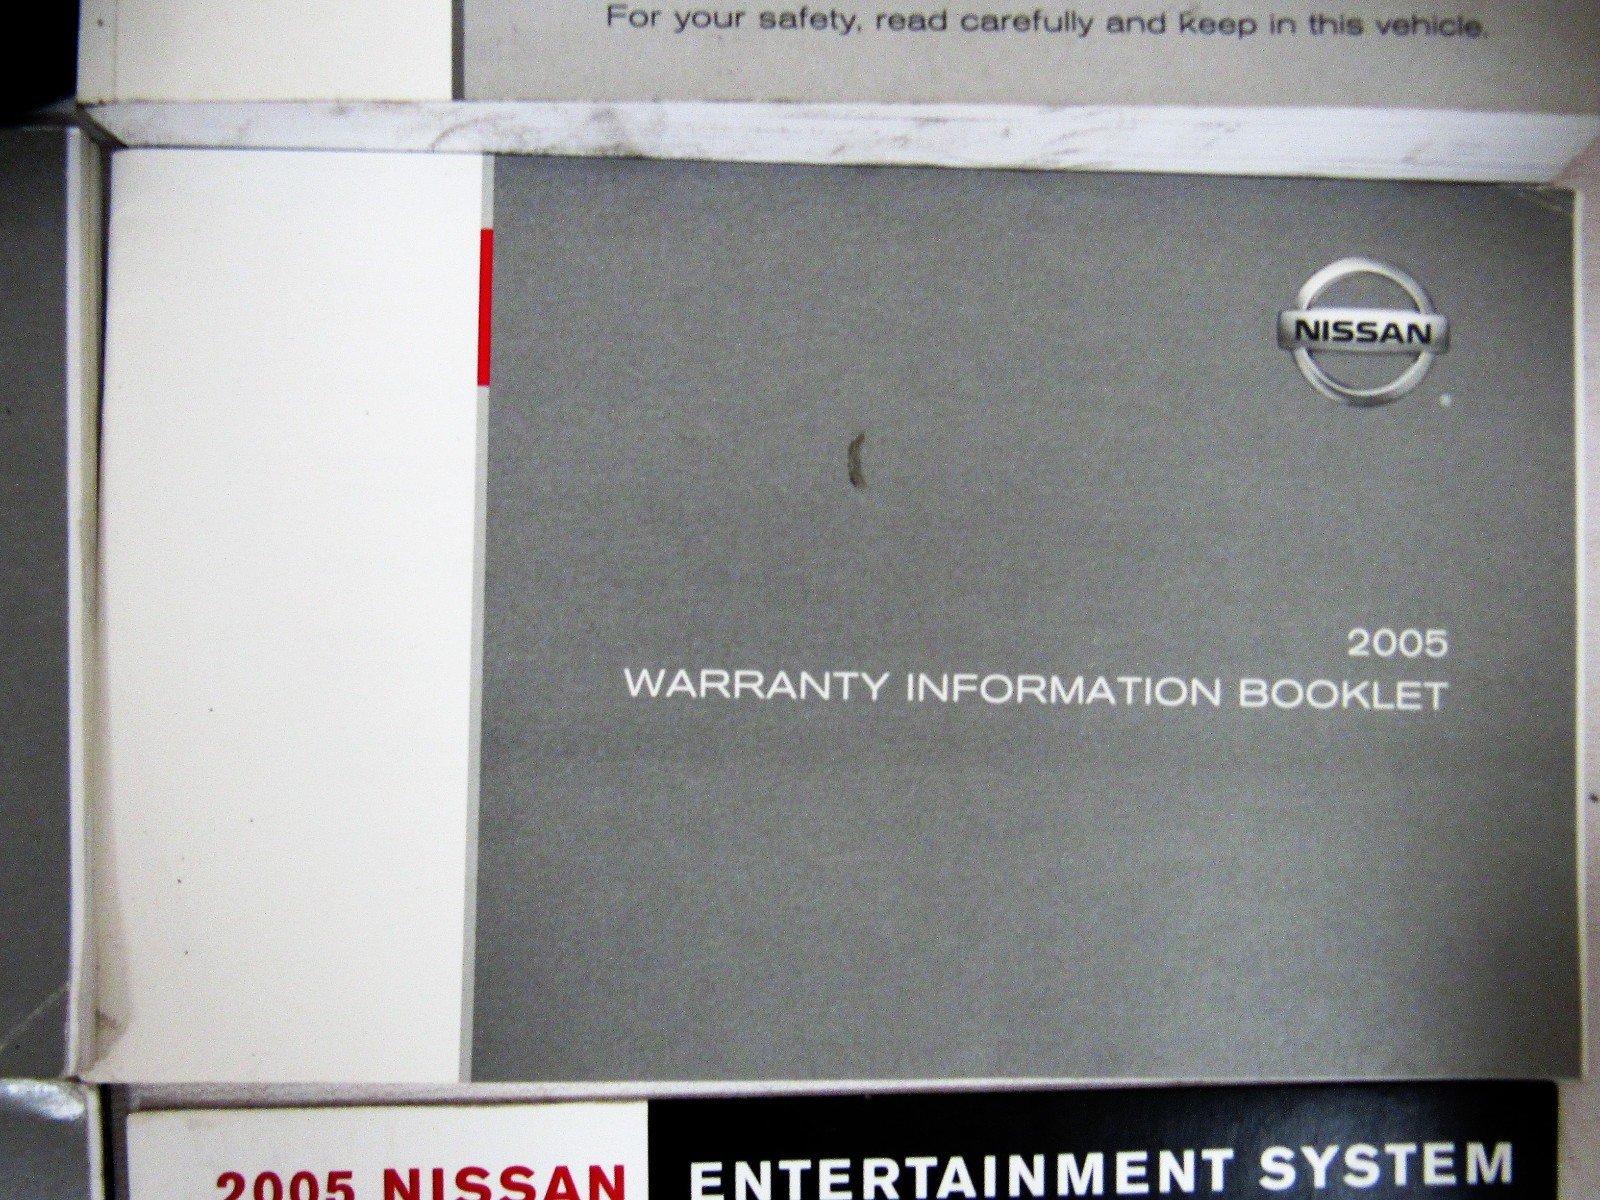 For your safety, read carefully and keep in this vehicle.
NISSAN
2005
WARRANTY INFORMATION BOOKLET
2005 NISSAN ENTERTAINMENT SYSTEM